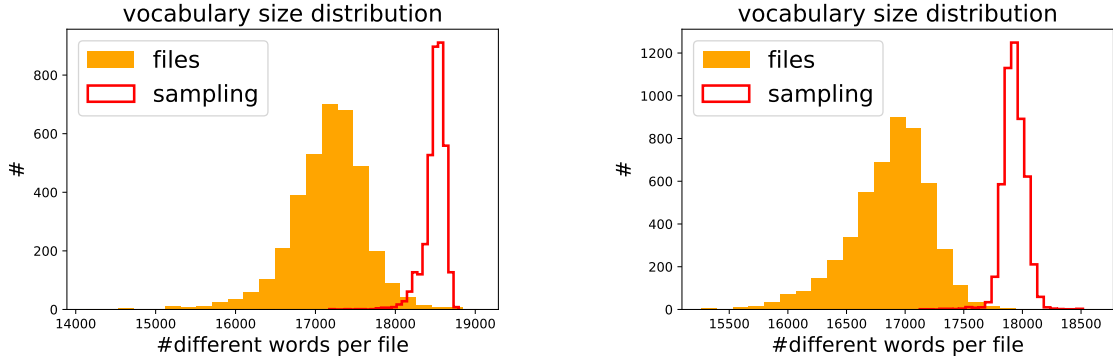 vocabulary size distribution
files
sampling
#
800
600
400
200
0
14000 15000 16000 17000 18000 19000
#different words per file
vocabulary size distribution
files
sampling
#
1200
1000
800
600
400
200
0
15500 16000 16500 17000 17500 18000 18500
#different words per file